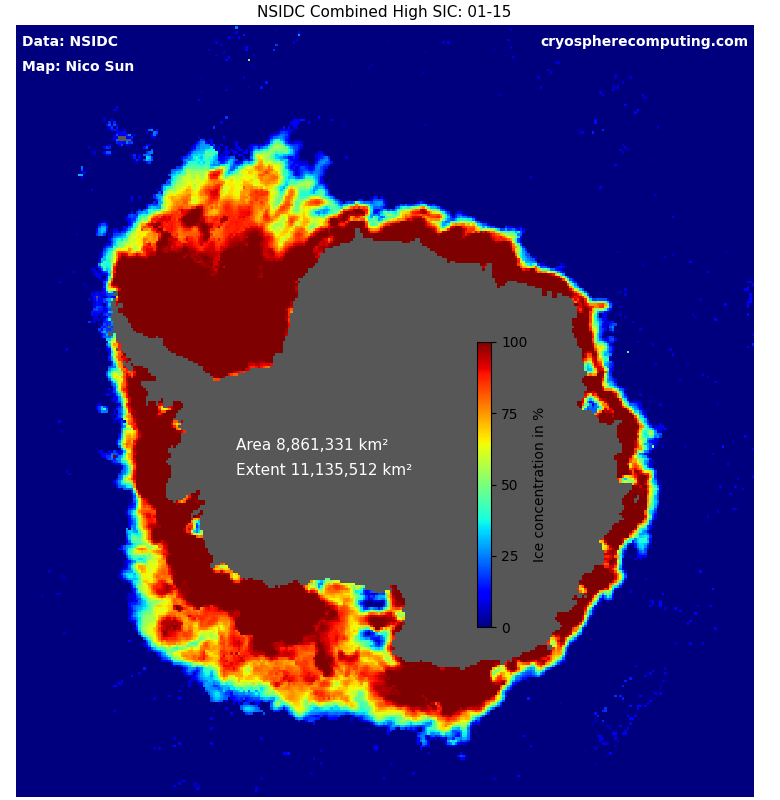 NSIDC Combined High SIC: 01-15
Data: NSIDC
cryospherecomputing.com
Map: Nico Sun
100
75
50
25
0
Ice concentration in %
Area 8,861,331 km²
Extent 11,135,512 km²